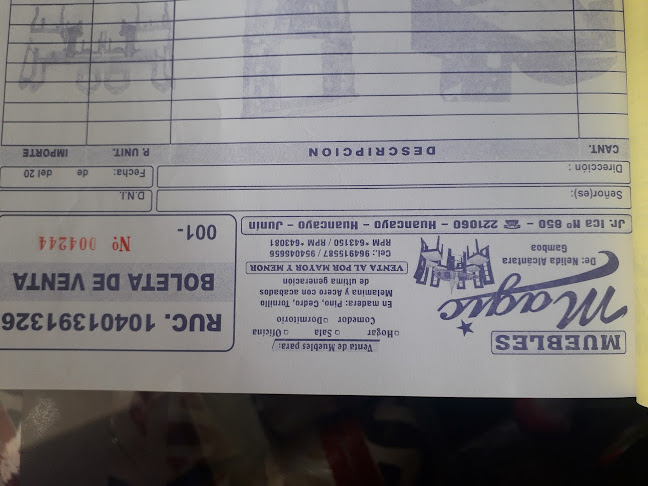 MUEBLES
Magic
De: Nelida Alcántara
Gamboa
Venta de Muebles para:
○Hogar ○ Sala ○ Oficina
Comedor ○Dormitorio
En madera: Pino, Cedro, Tornillo
Melamina y Acero con acabados
de última generación
VENTA AL POR MAYOR Y MENOR
Cel.: 964915187 / 954046656
RPM *64150 / RPM *643081
Jr. Ica Nº 850 - ☎ 221060 - Huancayo - Huancayo - Junín
RUC. 10401391326
BOLETA DE VENTA
001- Nº 004244
Señor(es):
D.N.I.
Dirección :
Fecha: de del 20
CANT. DESCRIPCION P. UNIT. IMPORTE